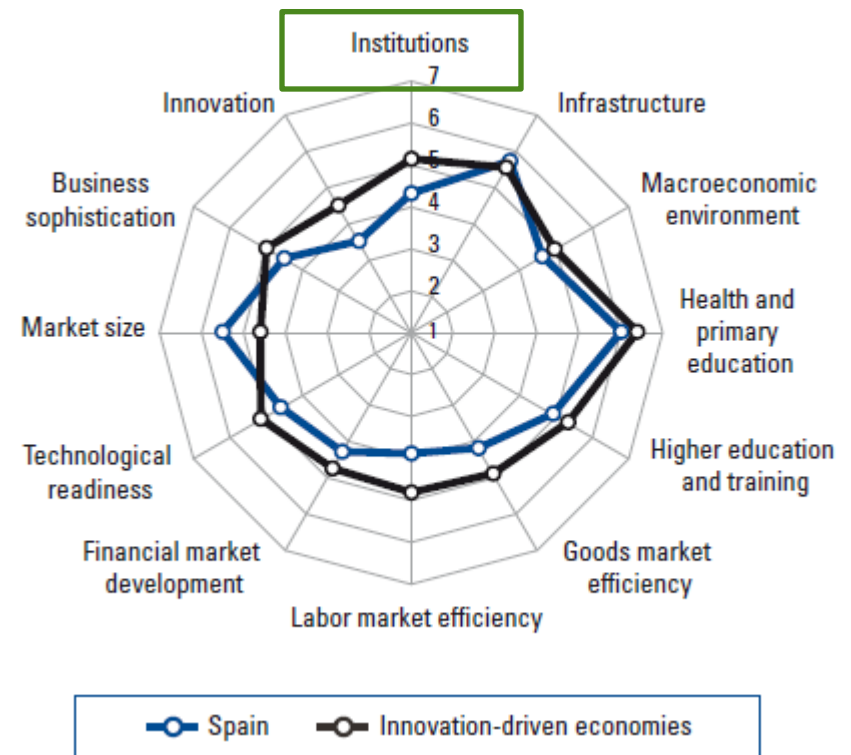 Institutions
7
Innovation
Infrastructure
6
5
Business
sophistication
Macroeconomic
environment
4
3
2
Market size
1
Health and
primary
education
Technological
readiness
Higher education
and training
Financial market
development
Goods market
efficiency
Labor market efficiency
Spain
Innovation-driven economies